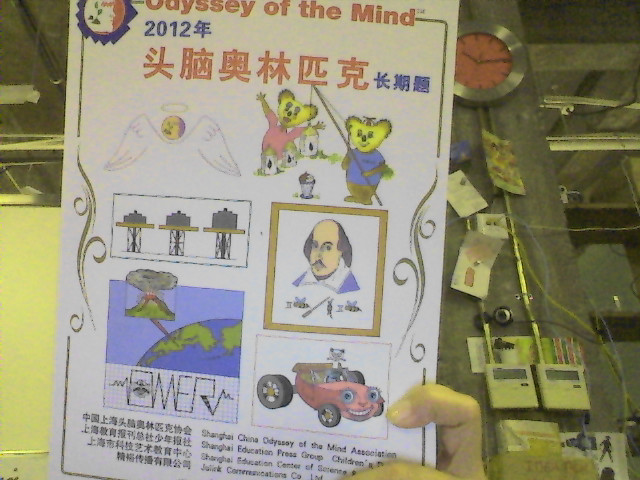 Odyssey of the Mind
2012年
头脑奥林匹克长期题
OMER
中国上海头脑奥林匹克协会
上海教育报刊总社少年报社
上海市科技艺术教育中心
精裕传播有限公司
Shanghai China Odyssey of the Mind Association
Shanghai Education Press Group Children's
Shanghai Education Center of Science &
Julink Communications Co